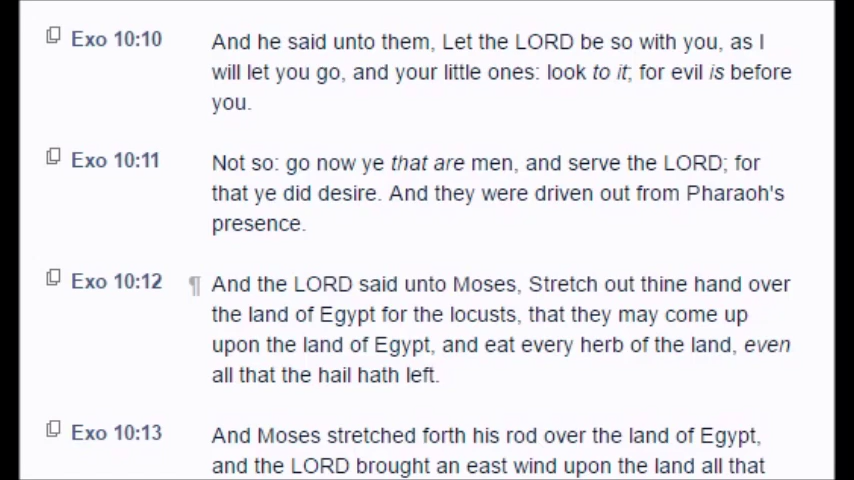 Exo 10:10 And he said unto them, Let the LORD be so with you, as I
will let you go, and your little ones: look to it; for evil is before
you.
Exo 10:11 Not so: go now ye that are men, and serve the LORD; for
that ye did desire. And they were driven out from Pharaoh's
presence.
Exo 10:12 ¶ And the LORD said unto Moses, Stretch out thine hand over
the land of Egypt for the locusts, that they may come up
upon the land of Egypt, and eat every herb of the land, even
all that the hail hath left.
Exo 10:13 And Moses stretched forth his rod over the land of Egypt,
and the LORD brought an east wind upon the land all that